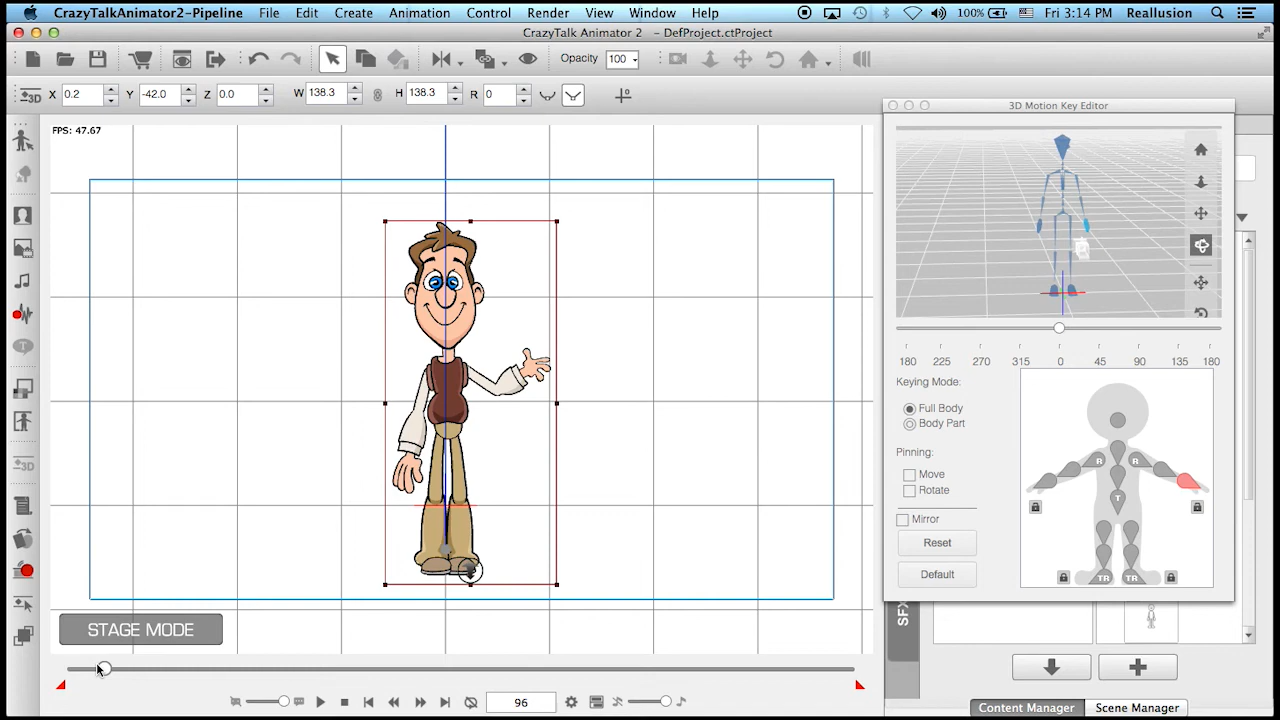 CrazyTalkAnimator2-Pipeline File Edit Create Animation Control Render View Window Help 100% Fri 3:14 PM Reallusion
CrazyTalk Animator 2 - DefProject.ctProject
Opacity 100
X 0.2 Y -42.0 Z 0.0 W 138.3 H 138.3 R 0
3D
3D Motion Key Editor
FPS: 47.67
180 225 270 315 0 45 90 135 180
Keying Mode:
Full Body
Body Part
Pinning:
Move
Rotate
Mirror
Reset
Default
R R
T
TR TR
3D
SFX
STAGE MODE
96
Content Manager Scene Manager